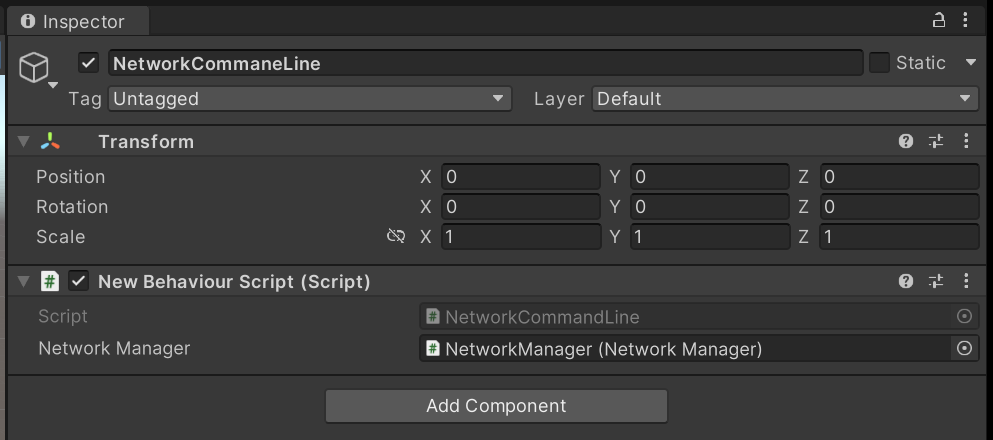 Inspector
NetworkCommaneLine
Static
Tag Untagged Layer Default
Transform
Position X 0 Y 0 Z 0
Rotation X 0 Y 0 Z 0
Scale X 1 Y 1 Z 1
# New Behaviour Script (Script)
Script # NetworkCommandLine
Network Manager # NetworkManager (Network Manager)
Add Component